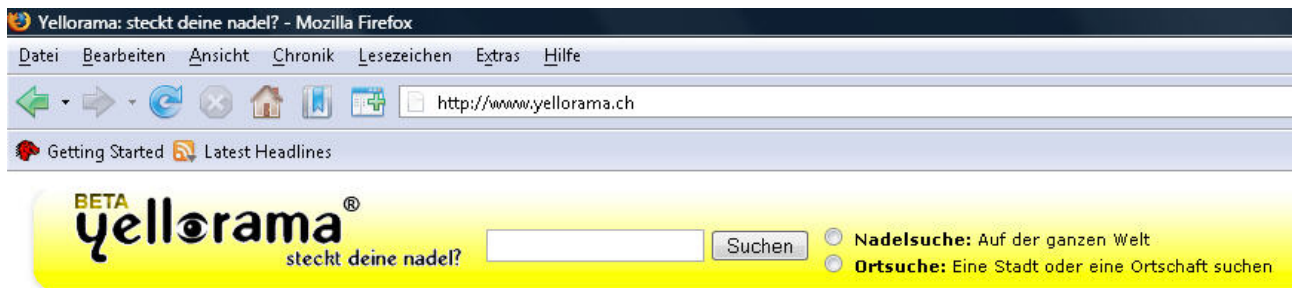 Yellorama: steckt deine nadel? - Mozilla Firefox
Datei Bearbeiten Ansicht Chronik Lesezeichen Extras Hilfe
http://www.yellorama.ch
Getting Started Latest Headlines
BETA
yellorama®
steckt deine nadel?
Suchen
Nadelsuche: Auf der ganzen Welt
Ortsuche: Eine Stadt oder eine Ortschaft suchen